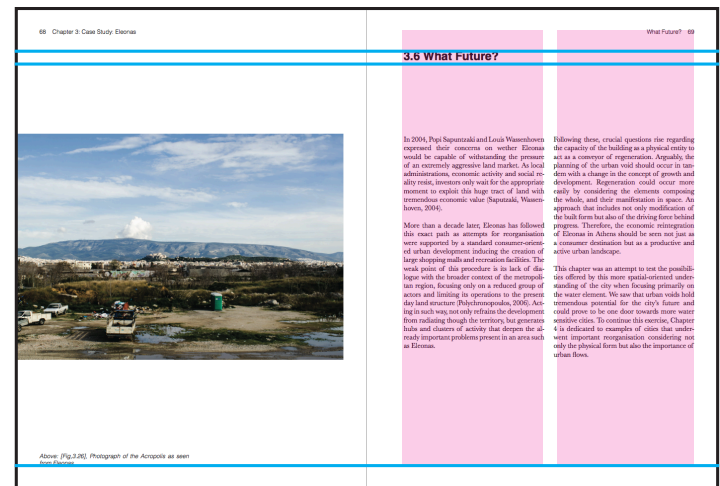 68 Chapter 3: Case Study: Eleonas
What Future? 69
3.6 What Future?
In 2004, Popi Sapuntzaki and Louis Wassenhoven
expressed their concerns on wether Eleonas
would be capable of withstanding the pressure
of an extremely aggressive land market. As local
administrations, economic activity and social re-
ality resist, investors only wait for the appropriate
moment to exploit this huge tract of land with
tremendous economic value (Saputzaki, Wassen-
hoven, 2004).
More than a decade later, Eleonas has followed
this exact path as attempts for reorganisation
were supported by a standard consumer-orient-
ed urban development inducing the creation of
large shopping malls and recreation facilities. The
weak point of this procedure is its lack of dia-
logue with the broader context of the metropoli-
tan region, focusing only on a reduced group of
actors and limiting its operations to the present
day land structure (Polychronopoulos, 2006). Act-
ing in such way, not only refrains the development
from radiating though the territory, but generates
hubs and clusters of activity that deepen the al-
ready important problems present in an area such
as Eleonas.
Following these, crucial questions rise regarding
the capacity of the building as a physical entity to
act as a conveyor of regeneration. Arguably, the
planning of the urban void should occur in tan-
dem with a change in the concept of growth and
development. Regeneration could occur more
easily by considering the elements composing
the whole, and their manifestation in space. An
approach that includes not only modification of
the built form but also of the driving force behind
progress. Therefore, the economic reintegration
of Eleonas in Athens should be seen not just as
a consumer destination but as a productive and
active urban landscape.
This chapter was an attempt to test the possibili-
ties offered by this more spatial-oriented under-
standing of the city when focusing primarily on
the water element. We saw that urban voids hold
tremendous potential for the city's future and
could prove to be one door towards more water
sensitive cities. To continue this exercise, Chapter
4 is dedicated to examples of cities that under-
went important reorganisation considering not
only the physical form but also the importance of
urban flows.
Above: [Fig,3.26], Photograph of the Acropolis as seen
from Eleonas